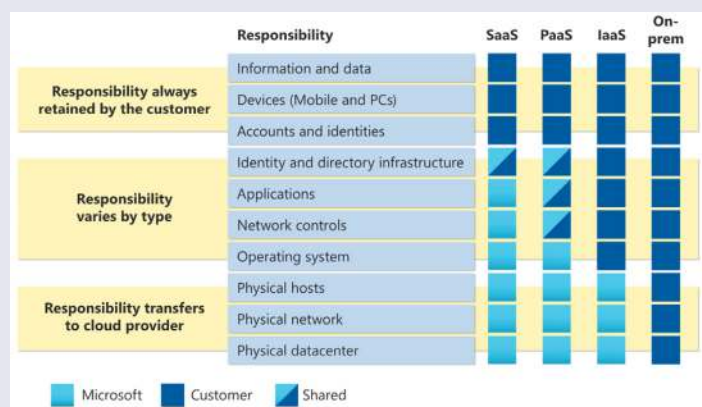 Responsibility SaaS PaaS IaaS On-
prem
Responsibility always
retained by the customer
Information and data
Devices (Mobile and PCs)
Accounts and identities
Responsibility
varies by type
Identity and directory infrastructure
Applications
Network controls
Operating system
Responsibility transfers
to cloud provider
Physical hosts
Physical network
Physical datacenter
Microsoft Customer Shared